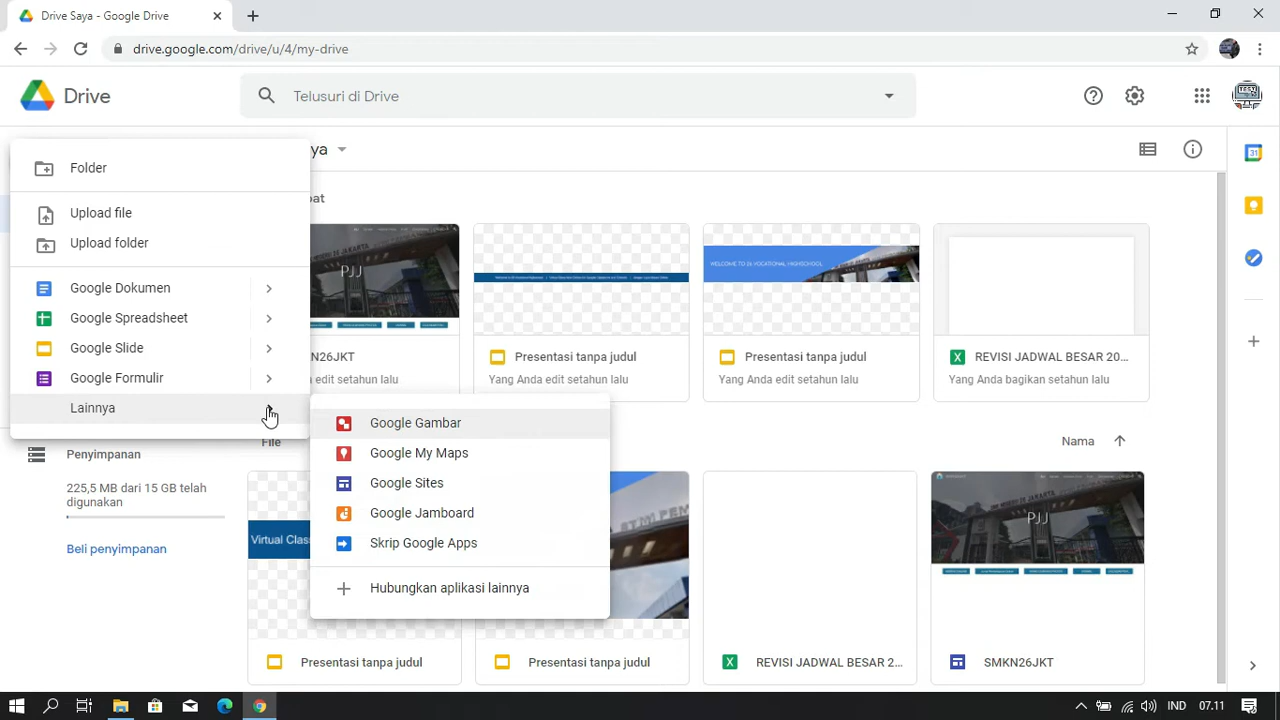 Drive Saya - Google Drive
drive.google.com/drive/u/4/my-drive
Drive
Telusuri di Drive
Folder
Upload file
Upload folder
Google Dokumen
Google Spreadsheet
Google Slide
Google Formulir
Lainnya
Google Gambar
Google My Maps
Google Sites
Google Jamboard
Skrip Google Apps
Hubungkan aplikasi lainnya
Penyimpanan
225,5 MB dari 15 GB telah
digunakan
Beli penyimpanan
ya
pat
PJJ
WELCOME TO 26 VOCATIONAL HIGHSCHOOL
KN26JKT
Presentasi tanpa judul
Presentasi tanpa judul
REVISI JADWAL BESAR 20...
edit setahun lalu
Yang Anda edit setahun lalu
Yang Anda edit setahun lalu
Yang Anda bagikan setahun lalu
File
Nama
Virtual Clas
PJJ
Presentasi tanpa judul
Presentasi tanpa judul
REVISI JADWAL BESAR 2...
SMKN26JKT
31
IND
07.11